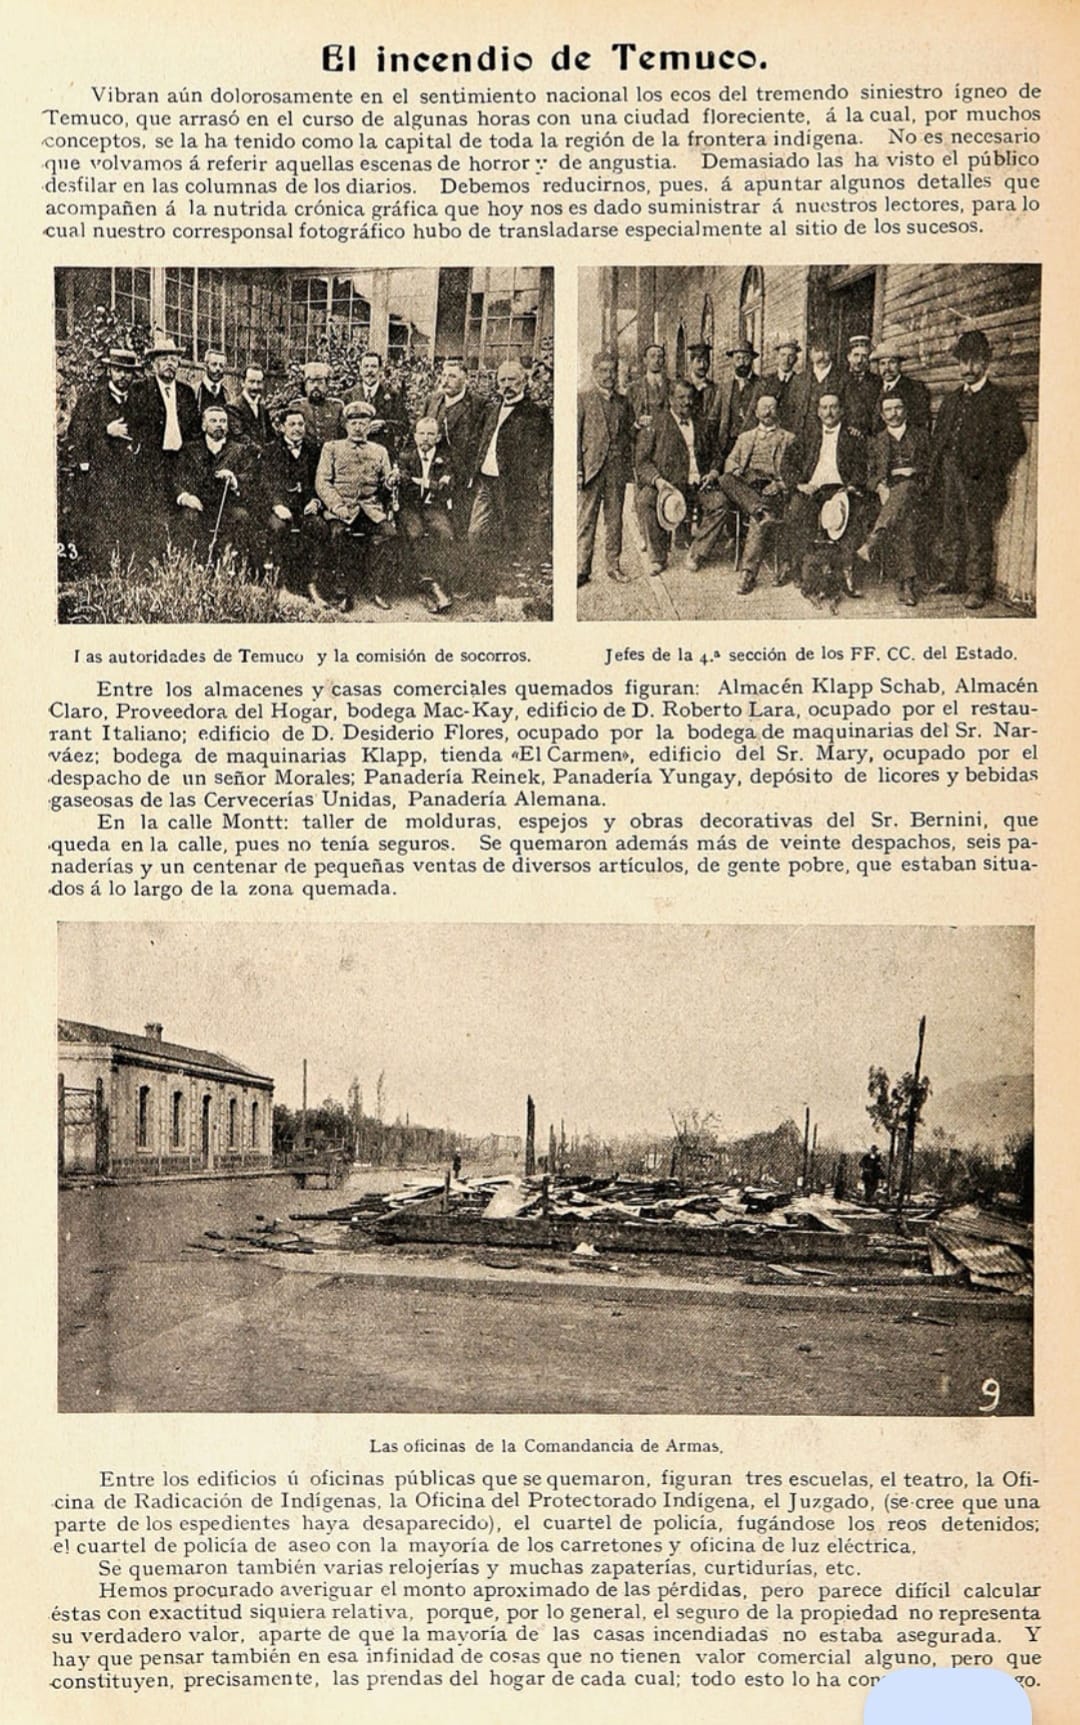 El incendio de Temuco.
Vibran aún dolorosamente en el sentimiento nacional los ecos del tremendo siniestro ígneo de
Temuco, que arrasó en el curso de algunas horas con una ciudad floreciente, á la cual, por muchos
conceptos, se la ha tenido como la capital de toda la región de la frontera indígena. No es necesario
que volvamos á referir aquellas escenas de horror y de angustia. Demasiado las ha visto el público
desfilar en las columnas de los diarios. Debemos reducirnos, pues, á apuntar algunos detalles que
acompañen á la nutrida crónica gráfica que hoy nos es dado suministrar á nuestros lectores, para lo
cual nuestro corresponsal fotográfico hubo de transladarse especialmente al sitio de los sucesos.
23
Las autoridades de Temuco y la comisión de socorros.
Jefes de la 4.ª sección de los FF. CC. del Estado.
Entre los almacenes y casas comerciales quemados figuran: Almacén Klapp Schab, Almacén
Claro, Proveedora del Hogar, bodega Mac-Kay, edificio de D. Roberto Lara, ocupado por el restau-
rant Italiano; edificio de D. Desiderio Flores, ocupado por la bodega de maquinarias del Sr. Nar-
váez; bodega de maquinarias Klapp, tienda «El Carmen», edificio del Sr. Mary, ocupado por el
despacho de un señor Morales; Panadería Reinek, Panadería Yungay, depósito de licores y bebidas
gaseosas de las Cervecerías Unidas, Panadería Alemana.
En la calle Montt: taller de molduras, espejos y obras decorativas del Sr. Bernini, que
queda en la calle, pues no tenía seguros. Se quemaron además más de veinte despachos, seis pa-
naderías y un centenar de pequeñas ventas de diversos artículos, de gente pobre, que estaban situa-
dos á lo largo de la zona quemada.
9
Las oficinas de la Comandancia de Armas.
Entre los edificios ú oficinas públicas que se quemaron, figuran tres escuelas, el teatro, la Ofi-
cina de Radicación de Indígenas, la Oficina del Protectorado Indígena, el Juzgado, (se cree que una
parte de los espedientes haya desaparecido), el cuartel de policía, fugándose los reos detenidos;
el cuartel de policía de aseo con la mayoría de los carretones y oficina de luz eléctrica.
Se quemaron también varias relojerías y muchas zapaterías, curtidurías, etc.
Hemos procurado averiguar el monto aproximado de las pérdidas, pero parece difícil calcular
éstas con exactitud siquiera relativa, porque, por lo general, el seguro de la propiedad no representa
su verdadero valor, aparte de que la mayoría de las casas incendiadas no estaba asegurada. Y
hay que pensar también en esa infinidad de cosas que no tienen valor comercial alguno, pero que
constituyen, precisamente, las prendas del hogar de cada cual; todo esto lo ha